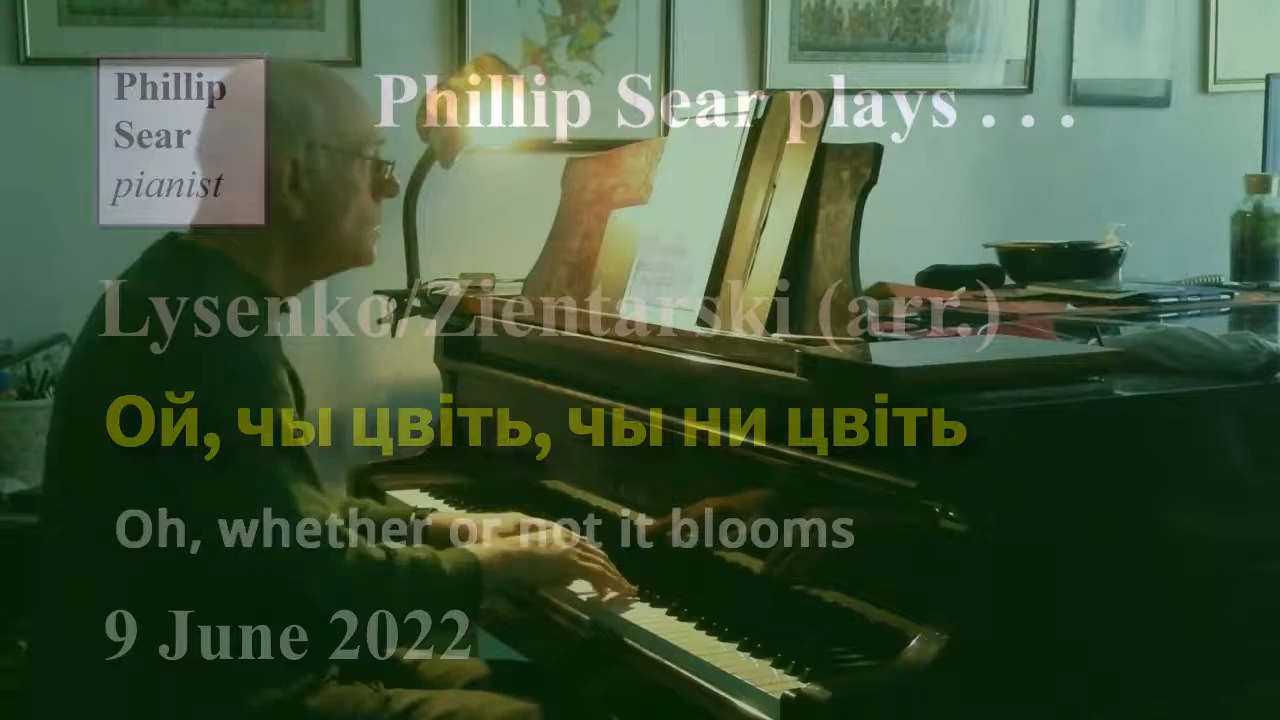 Phillip
Sear
pianist
Phillip Sear plays . . .
Lysenko/Zientarski (arr.)
Ой, чы цвіть, чы ни цвіть
Oh, whether or not it blooms
9 June 2022